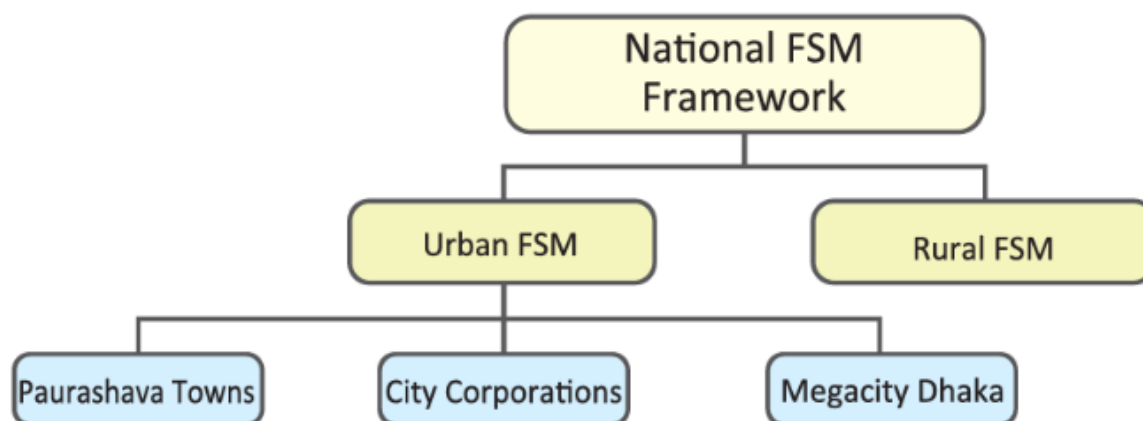 National FSM
Framework
Urban FSM
Rural FSM
Paurashava Towns
City Corporations
Megacity Dhaka